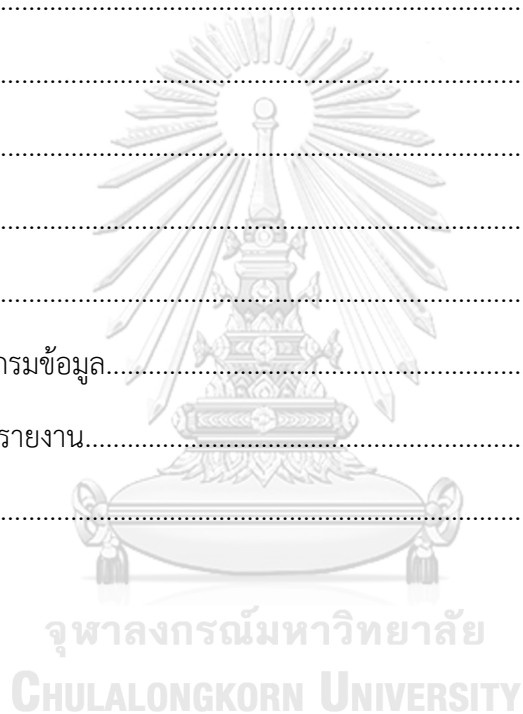 ........................................................................
........................................................................
........................................................................
........................................................................
........................................................................
กรมข้อมูล............................................................
รายงาน................................................................
........................................................................
จุฬาลงกรณ์มหาวิทยาลัย
CHULALONGKORN UNIVERSITY